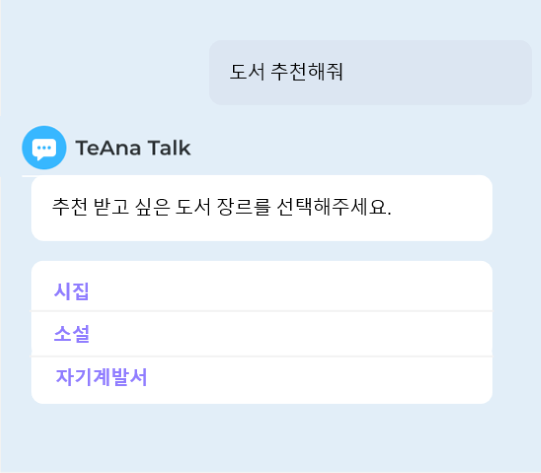 도서 추천해줘
TeAna Talk
추천 받고 싶은 도서 장르를 선택해주세요.
시집
소설
자기계발서